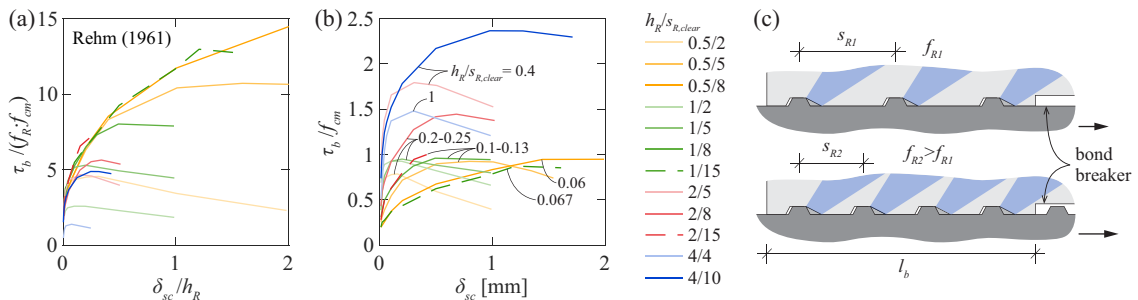 (a)
Rehm (1961)
15
10
5
0
τb/(fR·fcm)
0
1
2
δsc/hR
(b)
2.5
2
1.5
1
0.5
0
τb/fcm
hR/sR,clear = 0.4
1
0.2-0.25
0.1-0.13
0.06
0.067
0
1
2
δsc [mm]
hR/sR,clear
0.5/2
0.5/5
0.5/8
1/2
1/5
1/8
1/15
2/5
2/8
2/15
4/4
4/10
(c)
sR1
fR1
sR2
fR2>fR1
bond
breaker
lb